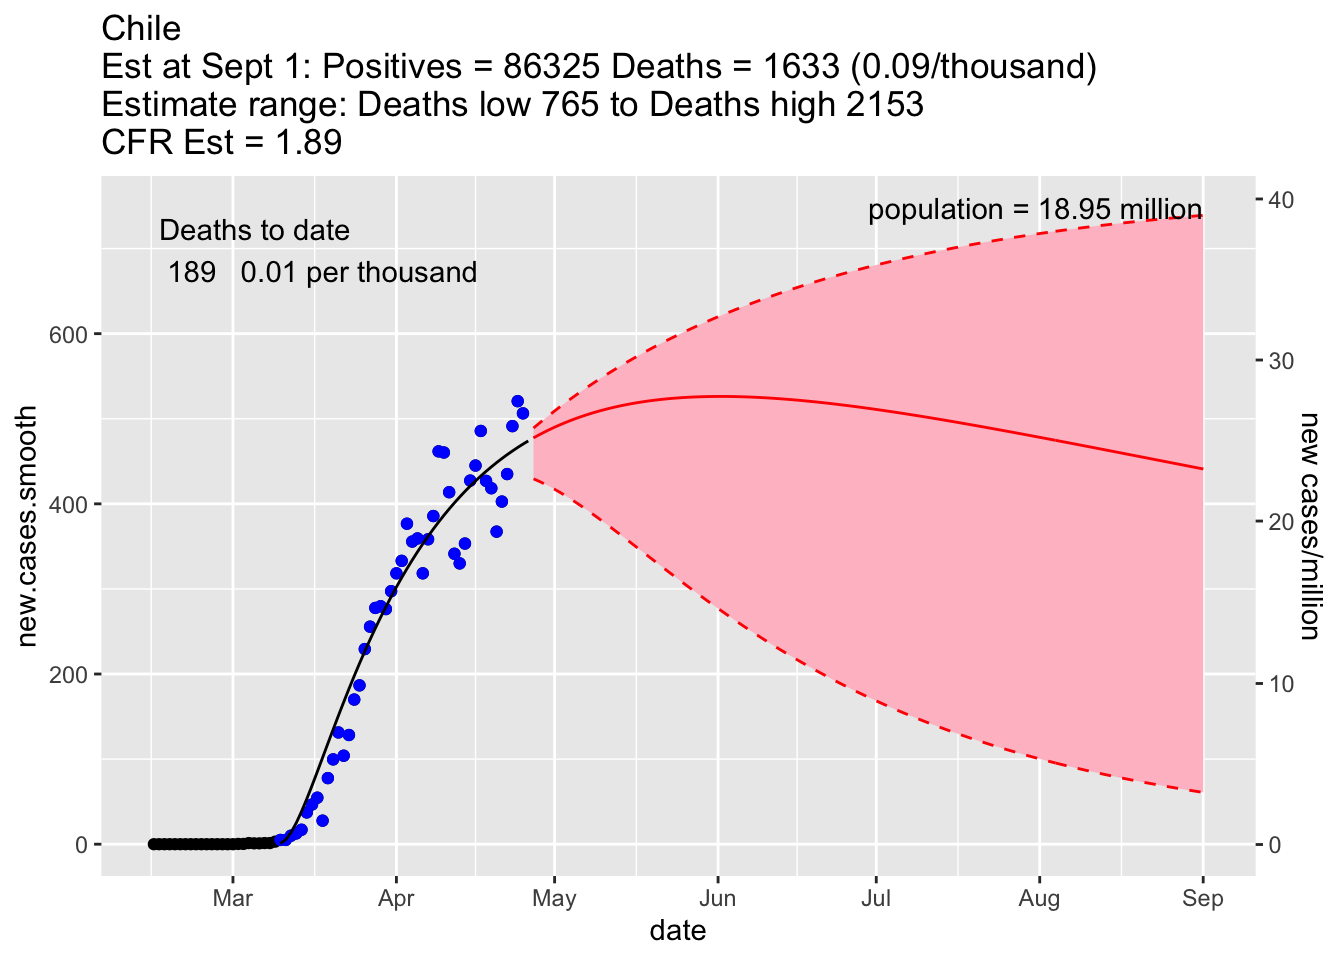 Chile
Est at Sept 1: Positives = 86325 Deaths = 1633 (0.09/thousand)
Estimate range: Deaths low 765 to Deaths high 2153
CFR Est = 1.89
Deaths to date
189 0.01 per thousand
population = 18.95 million
new.cases.smooth
600
400
200
0
40
30
20
10
0
new cases/million
Mar Apr May Jun Jul Aug Sep
date